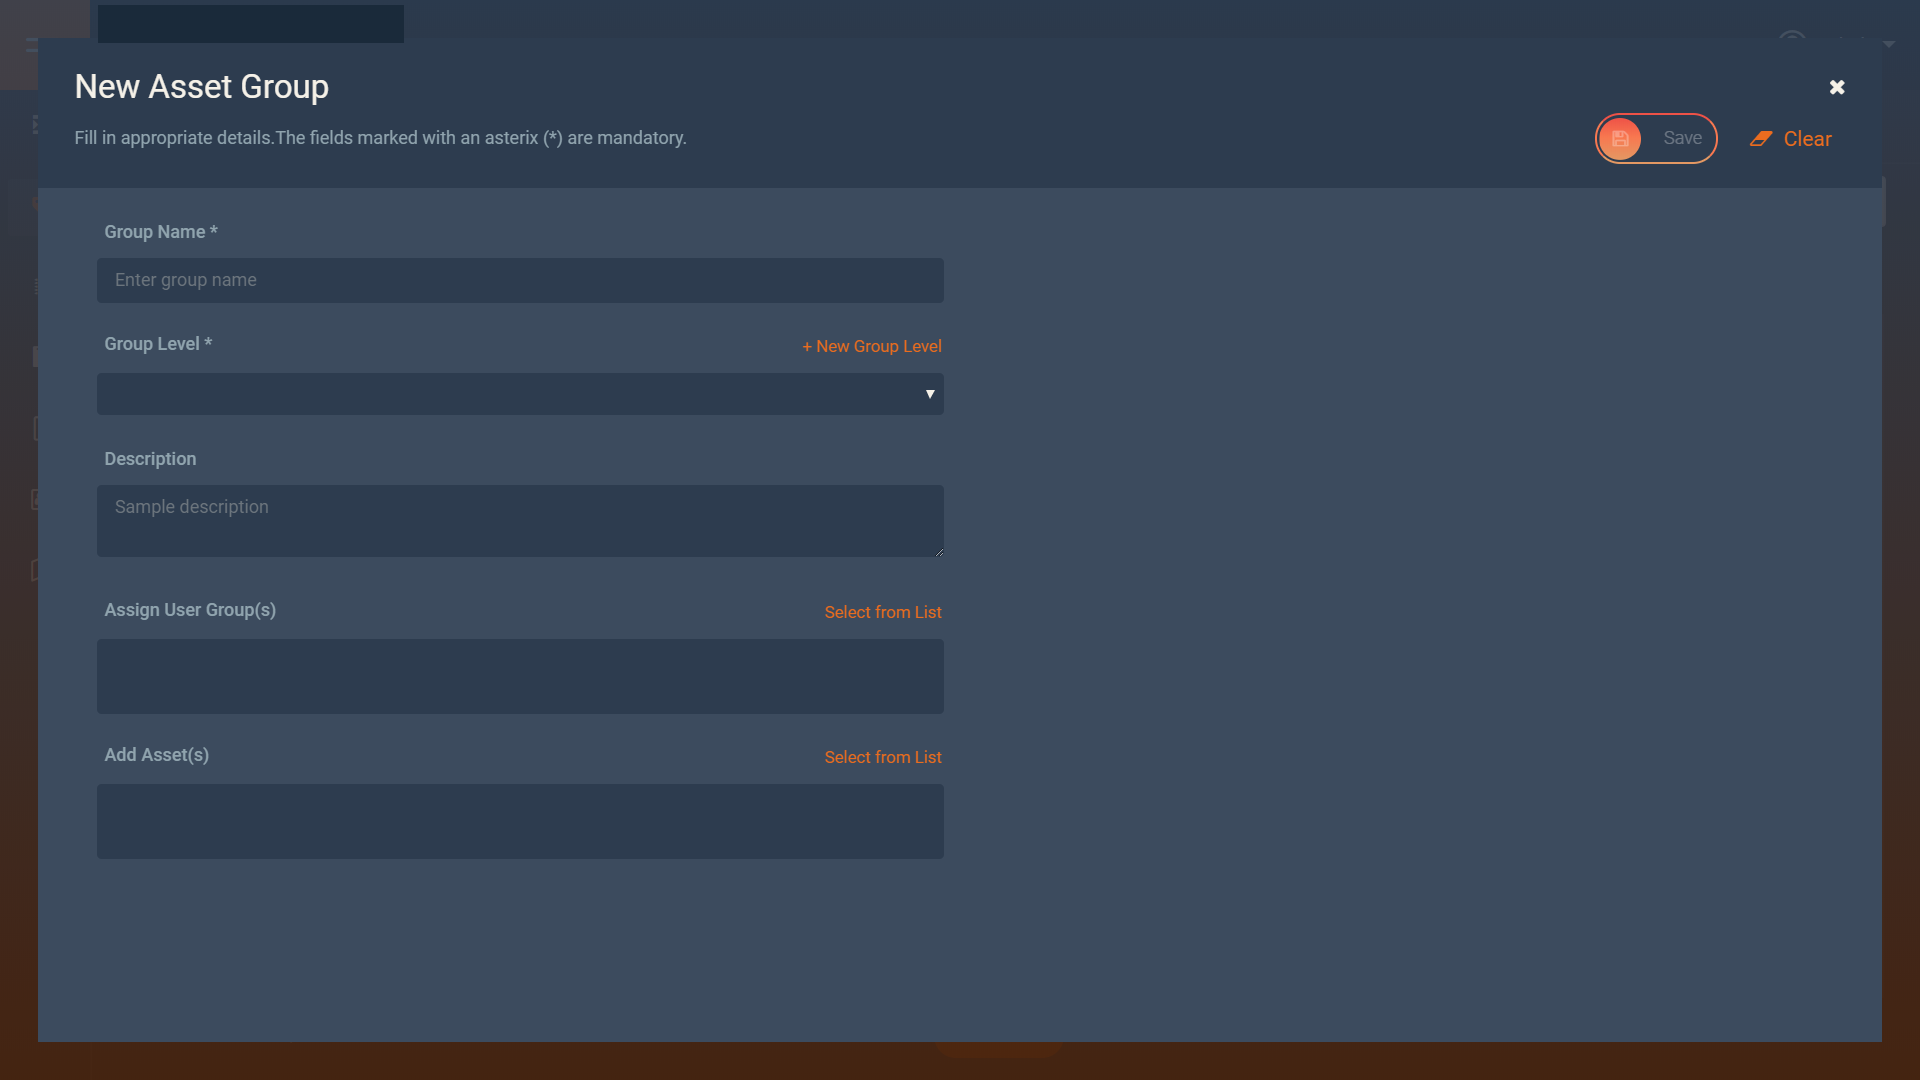 New Asset Group
Fill in appropriate details.The fields marked with an asterix (*) are mandatory.
Save
Clear
Group Name *
Enter group name
Group Level *
+ New Group Level
Description
Sample description
Assign User Group(s)
Select from List
Add Asset(s)
Select from List